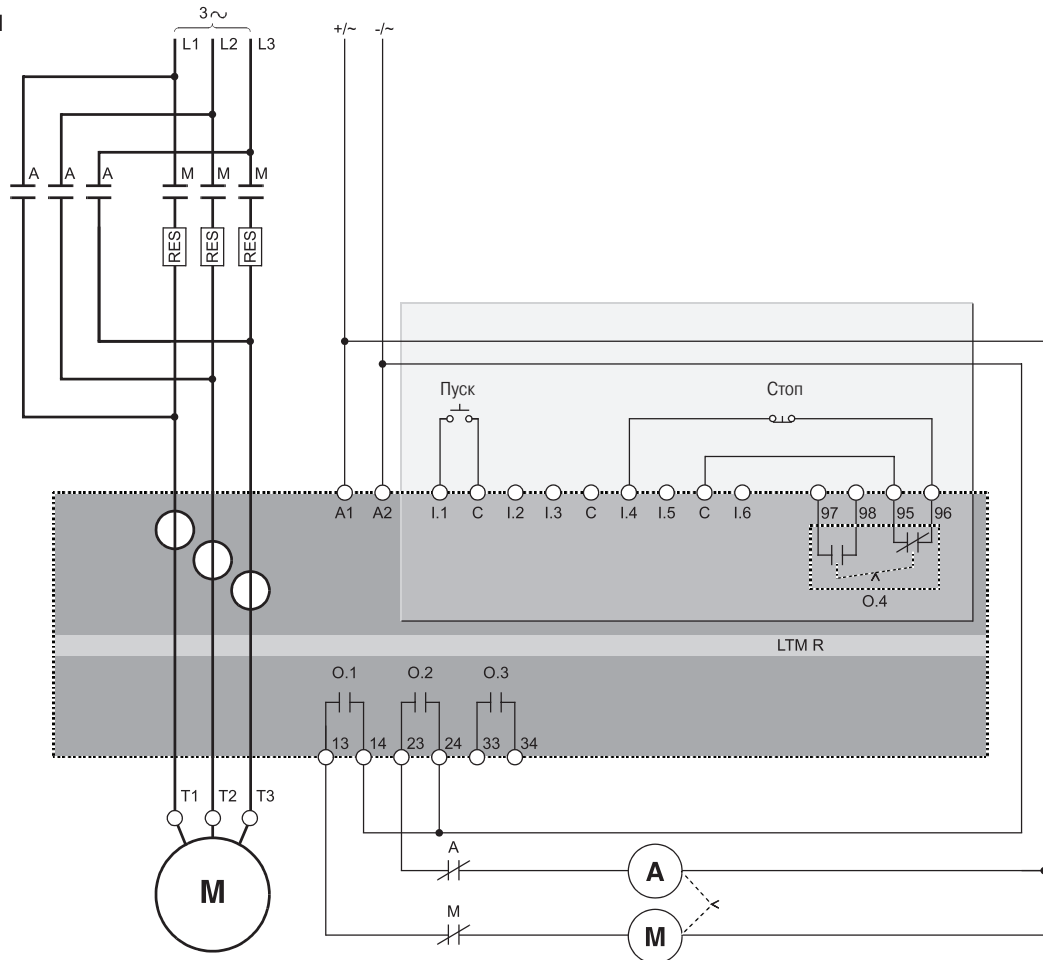 3~
L1 L2 L3 +/~ -/~
A A A M M M
RES RES RES
Пуск Стоп
A1 A2 I.1 C I.2 I.3 C I.4 I.5 C I.6 97 98 95 96
O.4
LTM R
O.1 O.2 O.3
13 14 23 24 33 34
T1 T2 T3
A
A
M
M
M